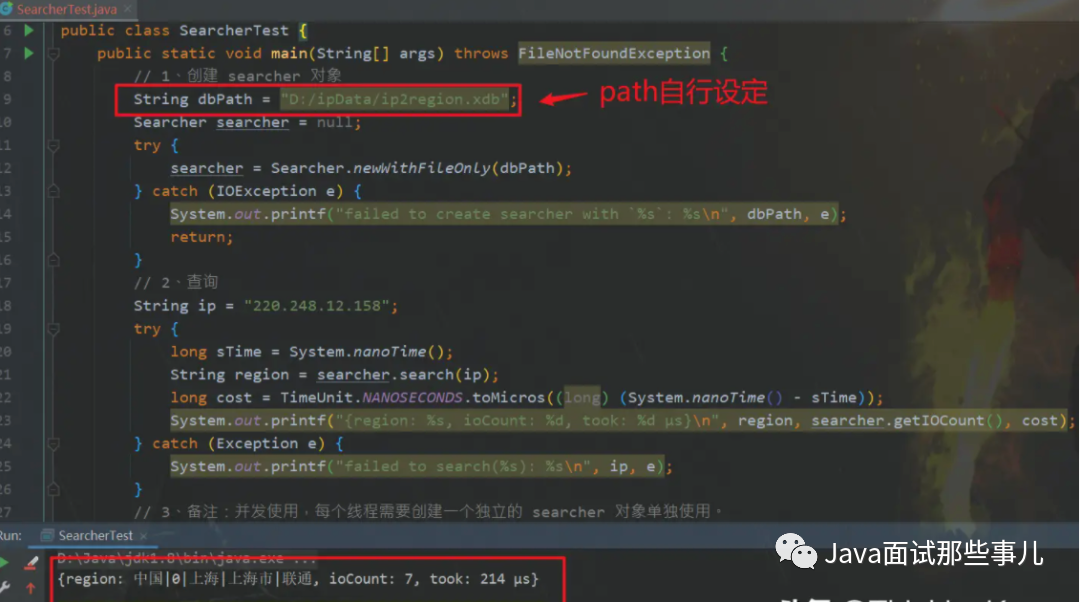 SearcherTest.java ×
6 public class SearcherTest {
7 public static void main(String[] args) throws FileNotFoundException {
8 // 1、创建 searcher 对象
9 String dbPath = "D:/ipData/ip2region.xdb"; path自行设定
10 Searcher searcher = null;
11 try {
12 searcher = Searcher.newWithFileOnly(dbPath);
13 } catch (IOException e) {
14 System.out.printf("failed to create searcher with `%s`: %s\n", dbPath, e);
15 return;
16 }
17 // 2、查询
18 String ip = "220.248.12.158";
19 try {
20 long sTime = System.nanoTime();
21 String region = searcher.search(ip);
22 long cost = TimeUnit.NANOSECONDS.toMicros((long) (System.nanoTime() - sTime));
23 System.out.printf("{region: %s, ioCount: %d, took: %d μs}\n", region, searcher.getIOCount(), cost);
24 } catch (Exception e) {
25 System.out.printf("failed to search(%s): %s\n", ip, e);
26 }
27 // 3、备注：并发使用，每个线程需要创建一个独立的 searcher 对象单独使用。
Run: SearcherTest ×
D:\Java\jdk1.8\bin\java.exe ...
{region: 中国|0|上海|上海市|联通, ioCount: 7, took: 214 μs}
Java面试那些事儿